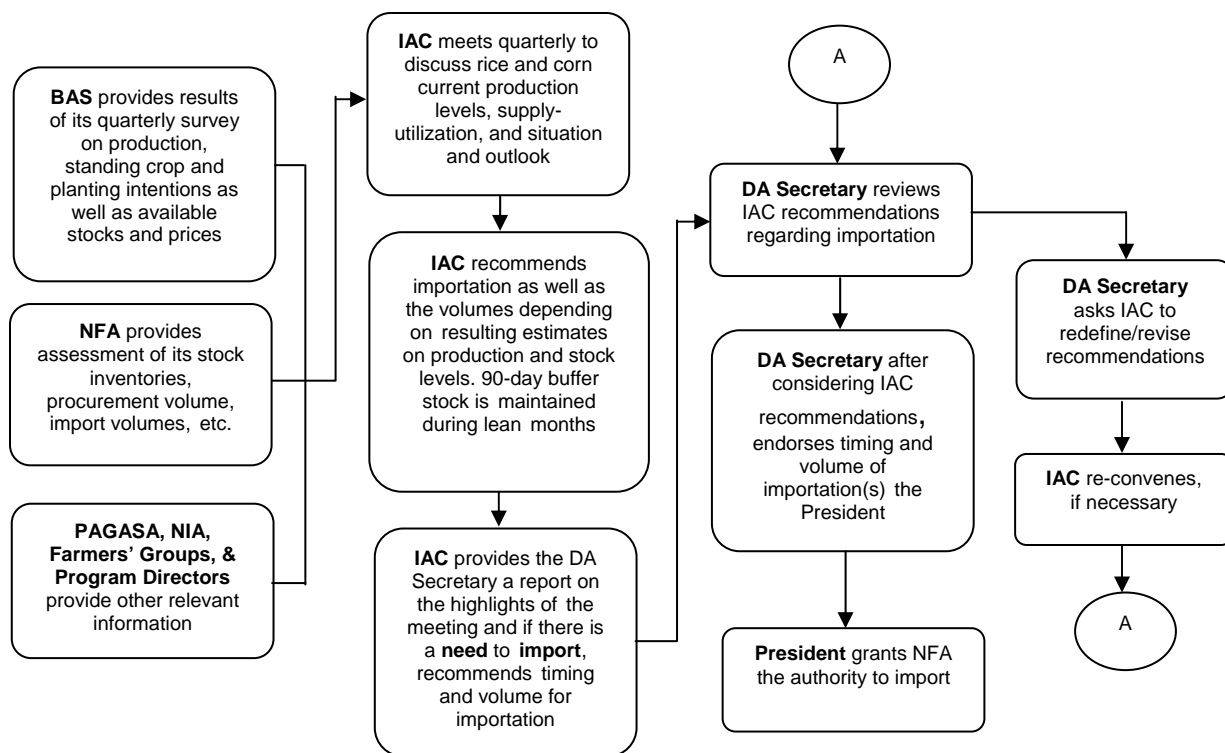 BAS provides results
of its quarterly survey
on production,
standing crop and
planting intentions as
well as available
stocks and prices
NFA provides
assessment of its stock
inventories,
procurement volume,
import volumes, etc.
PAGASA, NIA,
Farmers’ Groups, &
Program Directors
provide other relevant
information
IAC meets quarterly to
discuss rice and corn
current production
levels, supply-
utilization, and situation
and outlook
IAC recommends
importation as well as
the volumes depending
on resulting estimates
on production and stock
levels. 90-day buffer
stock is maintained
during lean months
IAC provides the DA
Secretary a report on
the highlights of the
meeting and if there is
a need to import,
recommends timing
and volume for
importation
A
DA Secretary reviews
IAC recommendations
regarding importation
DA Secretary after
considering IAC
recommendations,
endorses timing and
volume of
importation(s) the
President
President grants NFA
the authority to import
DA Secretary
asks IAC to
redefine/revise
recommendations
IAC re-convenes,
if necessary
A